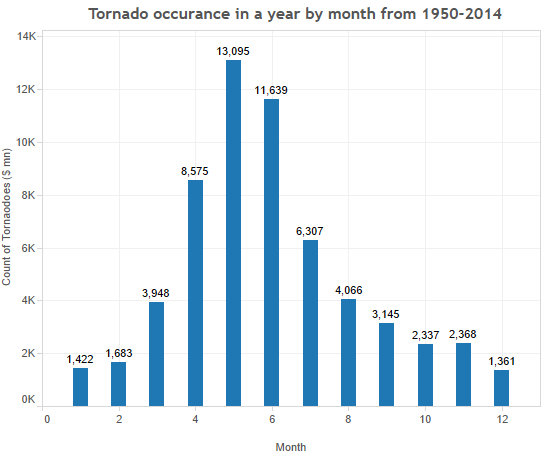 Tornado occurance in a year by month from 1950-2014
Count of Tornaodoes ($ mn)
14K
12K
10K
8K
6K
4K
2K
0K
1,422
1,683
3,948
8,575
13,095
11,639
6,307
4,066
3,145
2,337
2,368
1,361
0 2 4 6 8 10 12
Month